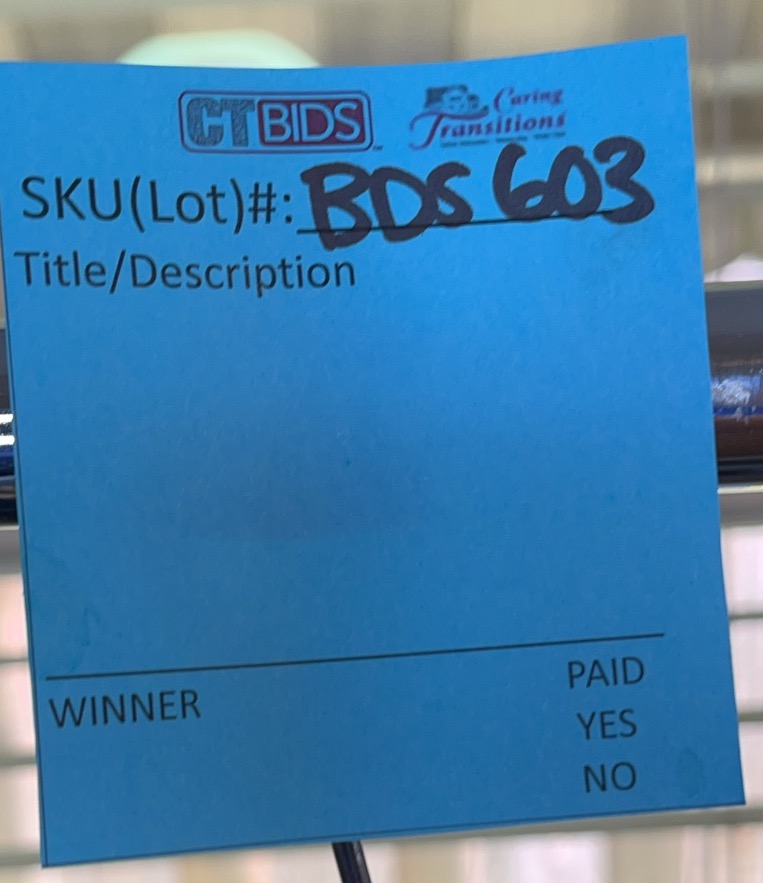 CTBIDS
Caring
Transitions
SKU(Lot)#: BDS 603
Title/Description
WINNER
PAID
YES
NO